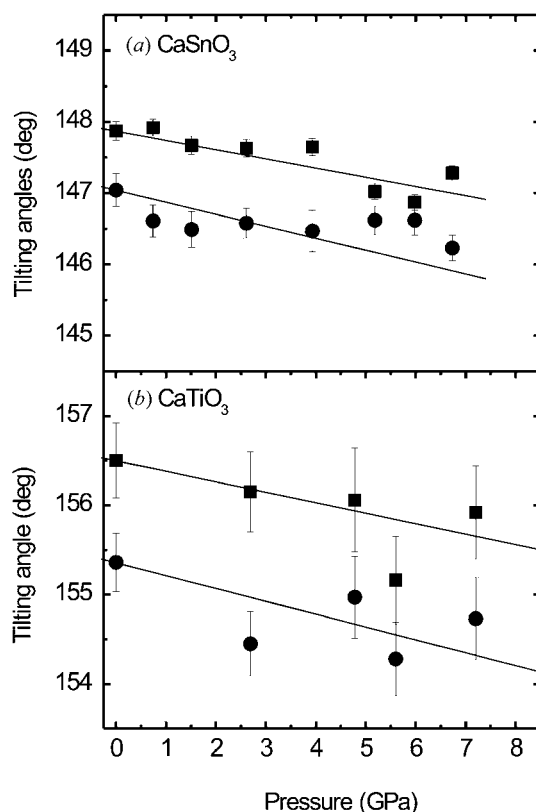 149
(a) CaSnO3
148
147
146
145
Tilting angles (deg)
(b) CaTiO3
157
156
155
154
Tilting angle (deg)
0 1 2 3 4 5 6 7 8
Pressure (GPa)